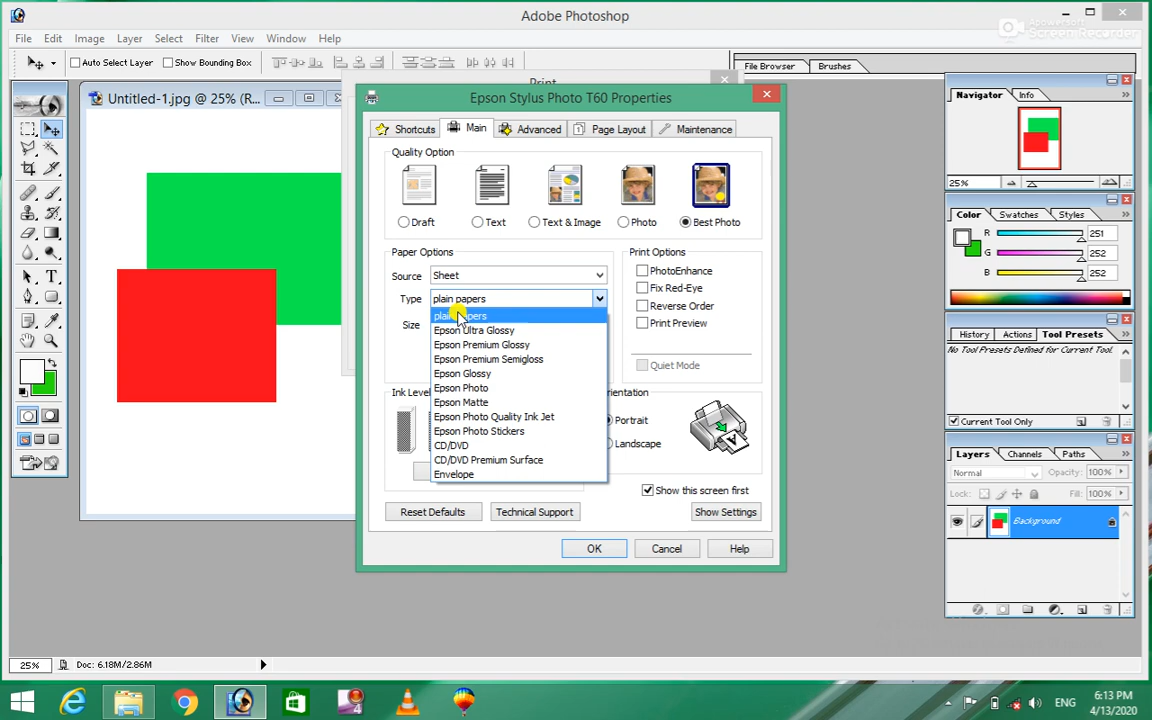 Adobe Photoshop
Apowersoft
Screen Recorder
File Edit Image Layer Select Filter View Window Help
Auto Select Layer Show Bounding Box
File Browser Brushes
Print
Untitled-1.jpg @ 25% (R...
Epson Stylus Photo T60 Properties
Shortcuts Main Advanced Page Layout Maintenance
Quality Option
Draft Text Text & Image Photo Best Photo
Paper Options
Source Sheet
Type plain papers
Size
plain papers
Epson Ultra Glossy
Epson Premium Glossy
Epson Premium Semigloss
Epson Glossy
Epson Photo
Epson Matte
Epson Photo Quality Ink Jet
Epson Photo Stickers
CD/DVD
CD/DVD Premium Surface
Envelope
Print Options
PhotoEnhance
Fix Red-Eye
Reverse Order
Print Preview
Quiet Mode
Ink Level
Portrait
Landscape
Show this screen first
Reset Defaults Technical Support Show Settings
OK Cancel Help
Navigator Info
25%
Color Swatches Styles
R 251
G 252
B 252
History Actions Tool Presets
No Tool Presets Defined for Current Tool.
Current Tool Only
Layers Channels Paths
Normal Opacity: 100%
Lock: Fill: 100%
Background
25% Doc: 6.18M/2.86M
ENG
6:13 PM
4/13/2020